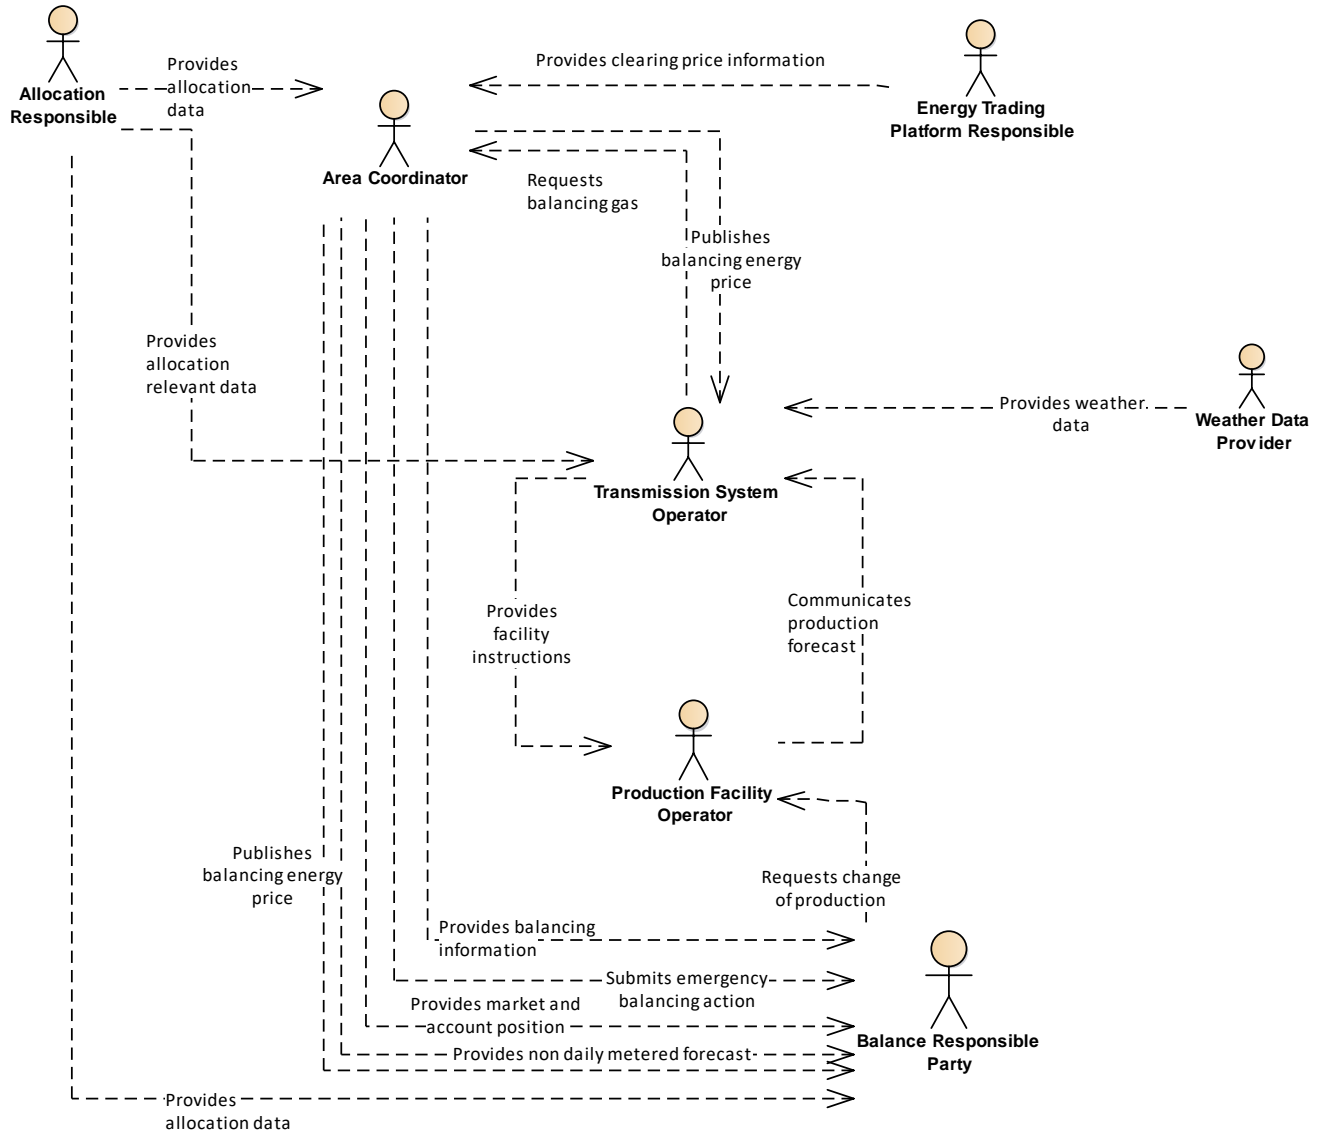 Provides
allocation
data
Allocation
Responsible
Provides clearing price information
Energy Trading
Platform Responsible
Area Coordinator
Requests
balancing gas
Publishes
balancing energy
price
Provides
allocation
relevant data
Provides weather
data
Weather Data
Provider
Transmission System
Operator
Provides
facility
instructions
Communicates
production
forecast
Production Facility
Operator
Publishes
balancing energy
price
Requests change
of production
Provides balancing
information
Submits emergency
balancing action
Provides market and
account position
Balance Responsible
Party
Provides non daily metered forecast
Provides
allocation data